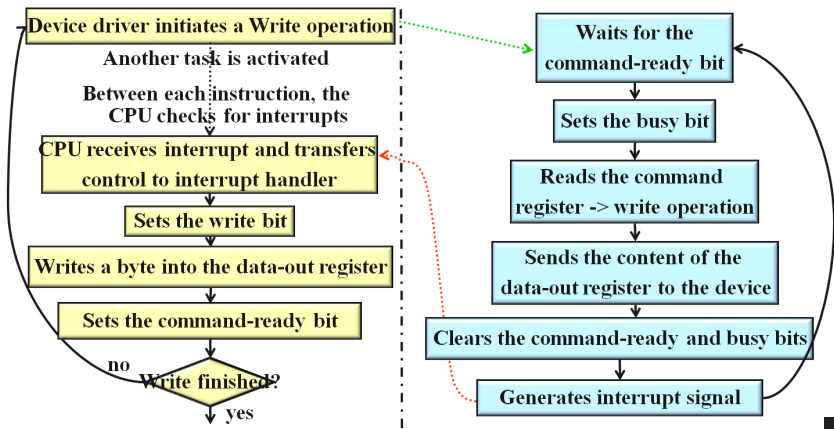 Device driver initiates a Write operation
Another task is activated
Between each instruction, the
CPU checks for interrupts
CPU receives interrupt and transfers
control to interrupt handler
Sets the write bit
Writes a byte into the data-out register
Sets the command-ready bit
no
Write finished?
yes
Waits for the
command-ready bit
Sets the busy bit
Reads the command
register -> write operation
Sends the content of the
data-out register to the device
Clears the command-ready and busy bits
Generates interrupt signal